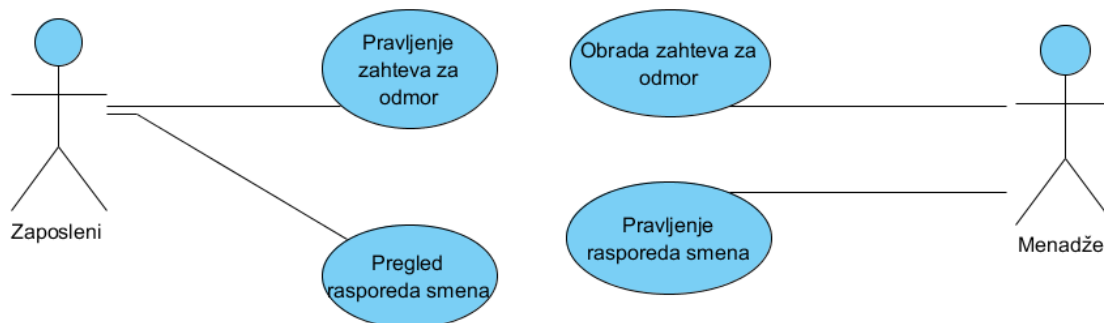 Pravljenje
zahteva za
odmor
Obrada zahteva za
odmor
Zaposleni
Pregled
rasporeda smena
Pravljenje
rasporeda smena
Menadže